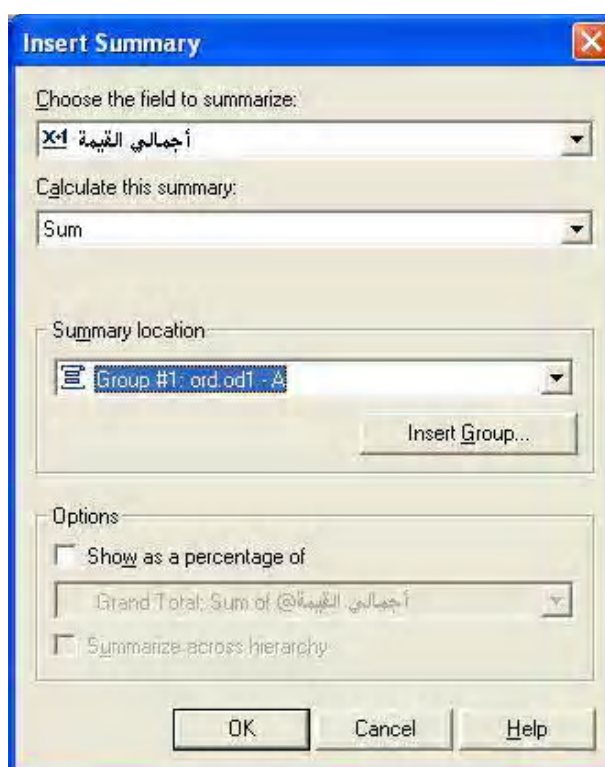 Insert Summary
Choose the field to summarize:
X+1 أجمالي القيمة
Calculate this summary:
Sum
Summary location
Group #1: ord.od1 - A
Insert Group...
Options
Show as a percentage of
Grand Total: Sum of @أجمالي القيمة
Summarize across hierarchy
OK Cancel Help